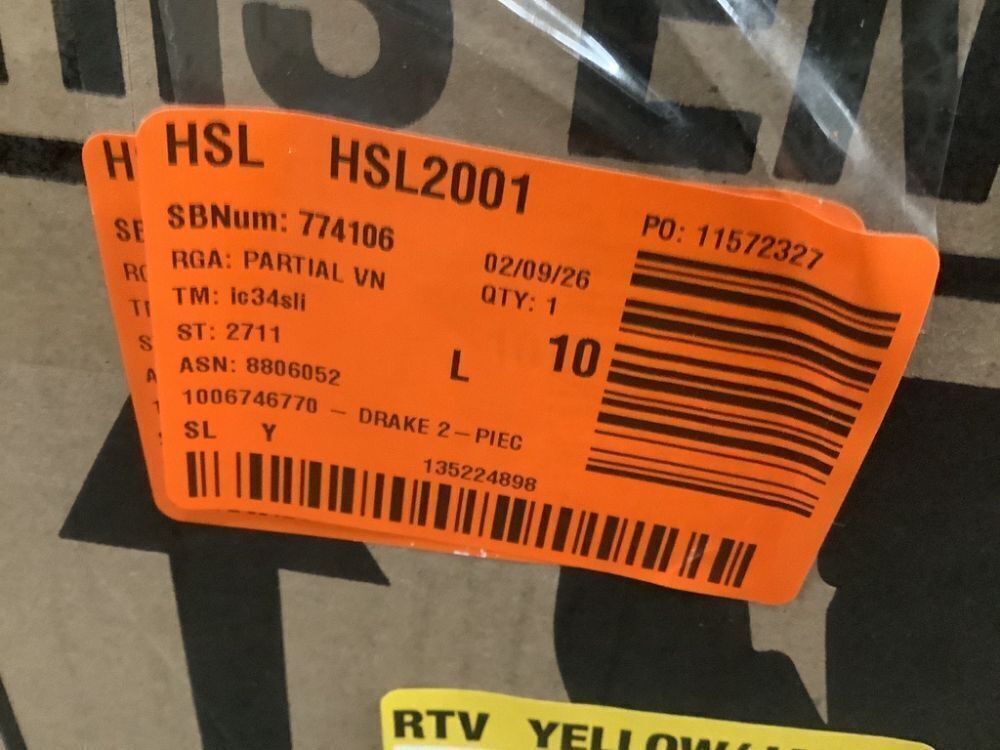 HSL HSL2001
SBNum: 774106
PO: 11572327
RGA: PARTIAL VN
02/09/26
TM: ic34sli
QTY: 1
ST: 2711
L 10
ASN: 8806052
1006746770 - DRAKE 2-PIEC
SL Y
135224898
RTV YELLOW